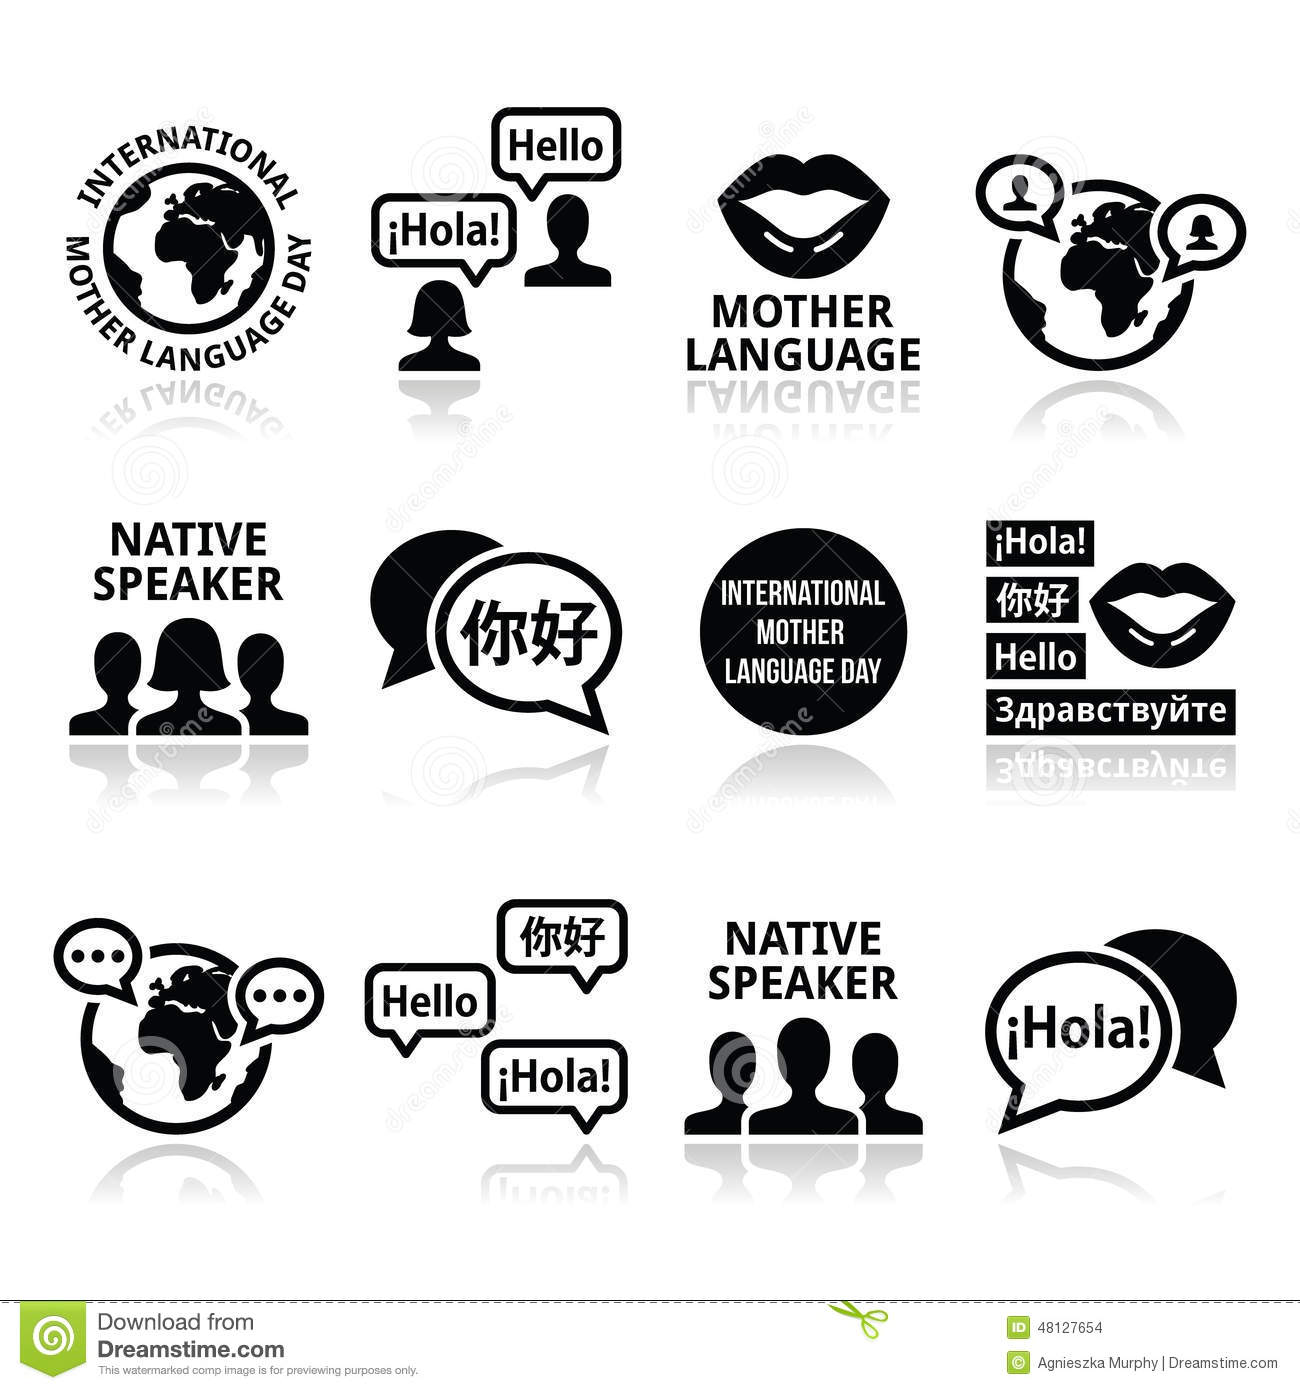 INTERNATIONAL
MOTHER LANGUAGE DAY
Hello
¡Hola!
MOTHER
LANGUAGE
NATIVE
SPEAKER
你好
INTERNATIONAL
MOTHER
LANGUAGE DAY
¡Hola!
你好
Hello
Здравствуйте
你好
Hello
¡Hola!
NATIVE
SPEAKER
¡Hola!
Download from
Dreamstime.com
This watermarked comp image is for previewing purposes only.
ID 48127654
© Agnieszka Murphy | Dreamstime.com